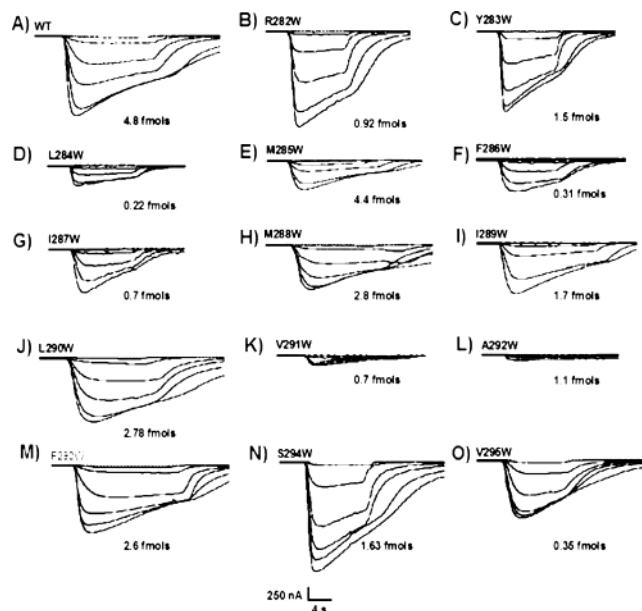 A) WT
4.8 fmols
B) R282W
0.92 fmols
C) Y283W
1.5 fmols
D) L284W
0.22 fmols
E) M285W
4.4 fmols
F) F286W
0.31 fmols
G) I287W
0.7 fmols
H) M288W
2.8 fmols
I) I289W
1.7 fmols
J) L290W
2.78 fmols
K) V291W
0.7 fmols
L) A292W
1.1 fmols
M)
2.6 fmols
N) S294W
1.63 fmols
O) V295W
0.35 fmols
250 nA
4 s